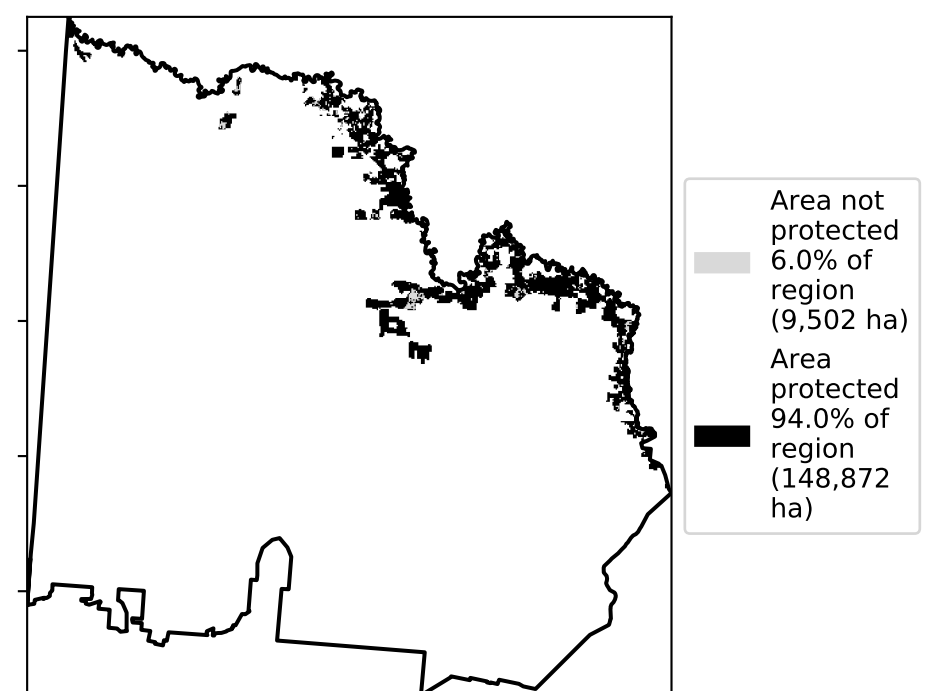 Area not
protected
6.0% of
region
(9,502 ha)
Area
protected
94.0% of
region
(148,872
ha)